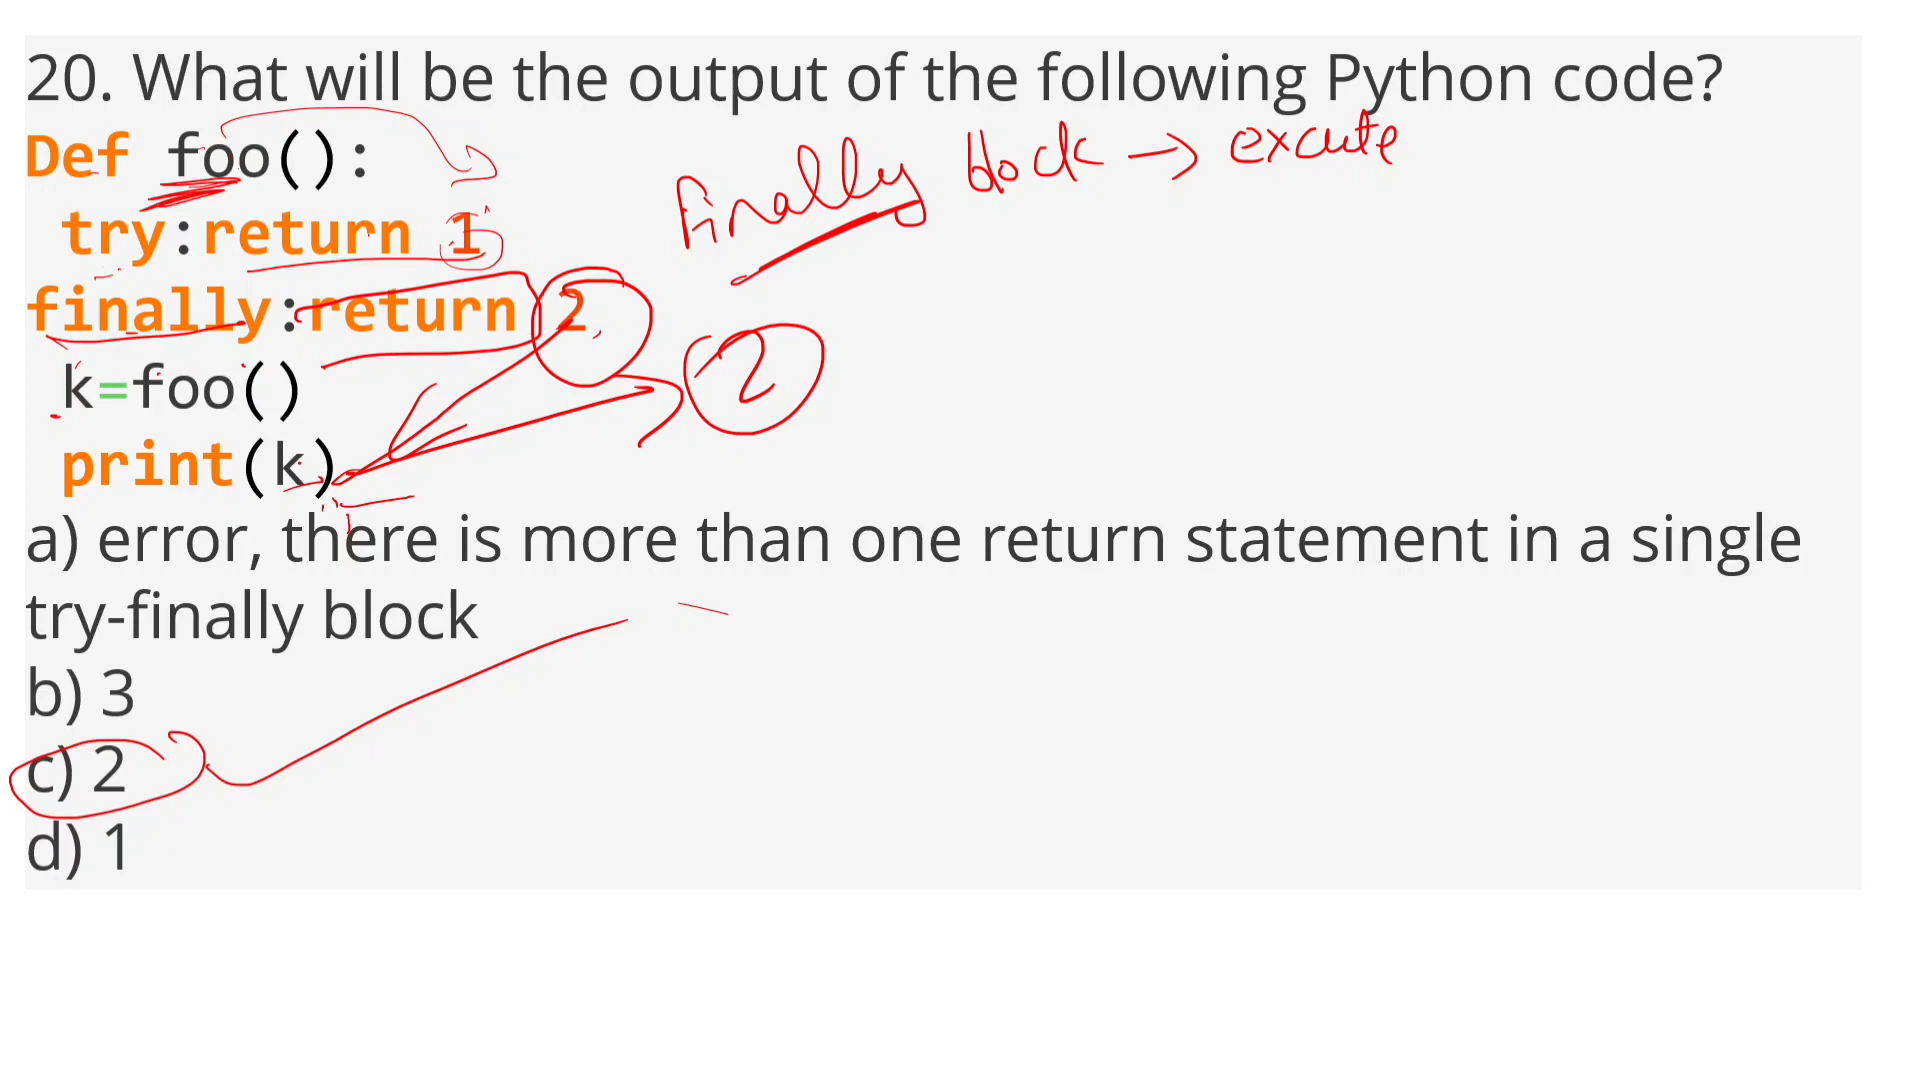 20. What will be the output of the following Python code?
Def foo():
finally block → excute
try:return 1
finally:return 2
2
k=foo()
print(k)
a) error, there is more than one return statement in a single
try-finally block
b) 3
c) 2
d) 1